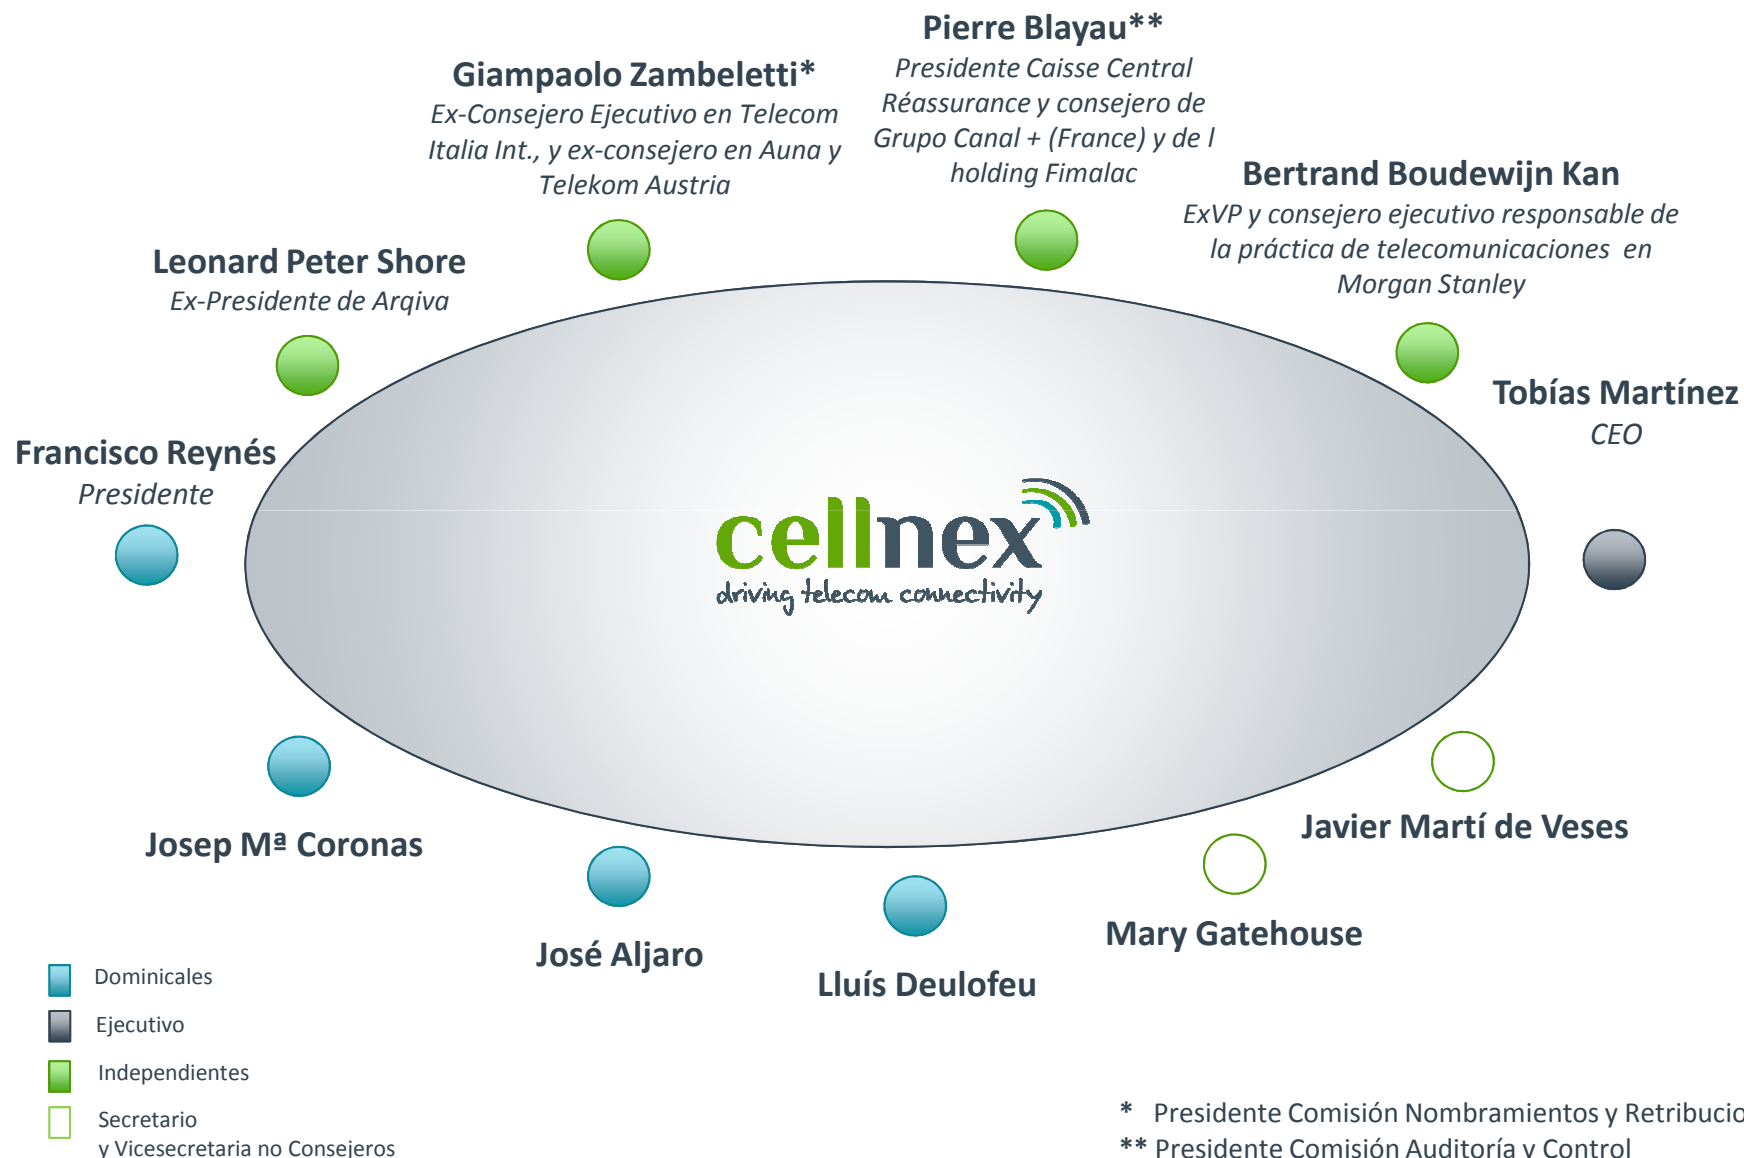 Pierre Blayau**
Presidente Caisse Central
Réassurance y consejero de
Grupo Canal + (France) y de l
holding Fimalac
Giampaolo Zambeletti*
Ex-Consejero Ejecutivo en Telecom
Italia Int., y ex-consejero en Auna y
Telekom Austria
Bertrand Boudewijn Kan
ExVP y consejero ejecutivo responsable de
la práctica de telecomunicaciones en
Morgan Stanley
Leonard Peter Shore
Ex-Presidente de Arqiva
Tobías Martínez
CEO
Francisco Reynés
Presidente
cellnex
driving telecom connectivity
Josep Mª Coronas
Javier Martí de Veses
José Aljaro
Mary Gatehouse
Lluís Deulofeu
Dominicales
Ejecutivo
Independientes
Secretario
y Vicesecretaria no Consejeros
* Presidente Comisión Nombramientos y Retribucio
** Presidente Comisión Auditoría y Control